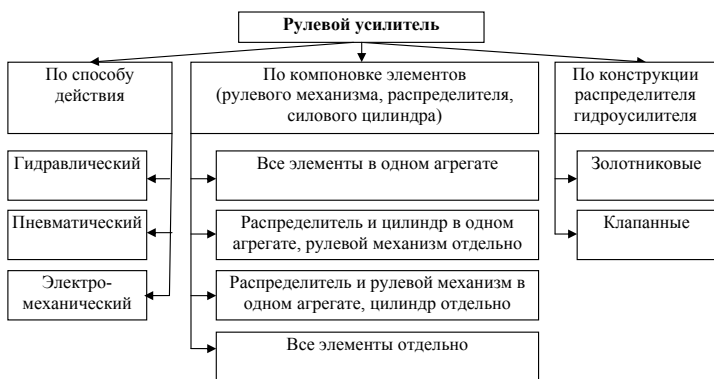 Рулевой усилитель
По способу
действия
По компоновке элементов
(рулевого механизма, распределителя,
силового цилиндра)
По конструкции
распределителя
гидроусилителя
Гидравлический
Все элементы в одном агрегате
Золотниковые
Пневматический
Распределитель и цилиндр в одном
агрегате, рулевой механизм отдельно
Клапанные
Электро-
механический
Распределитель и рулевой механизм в
одном агрегате, цилиндр отдельно
Все элементы отдельно